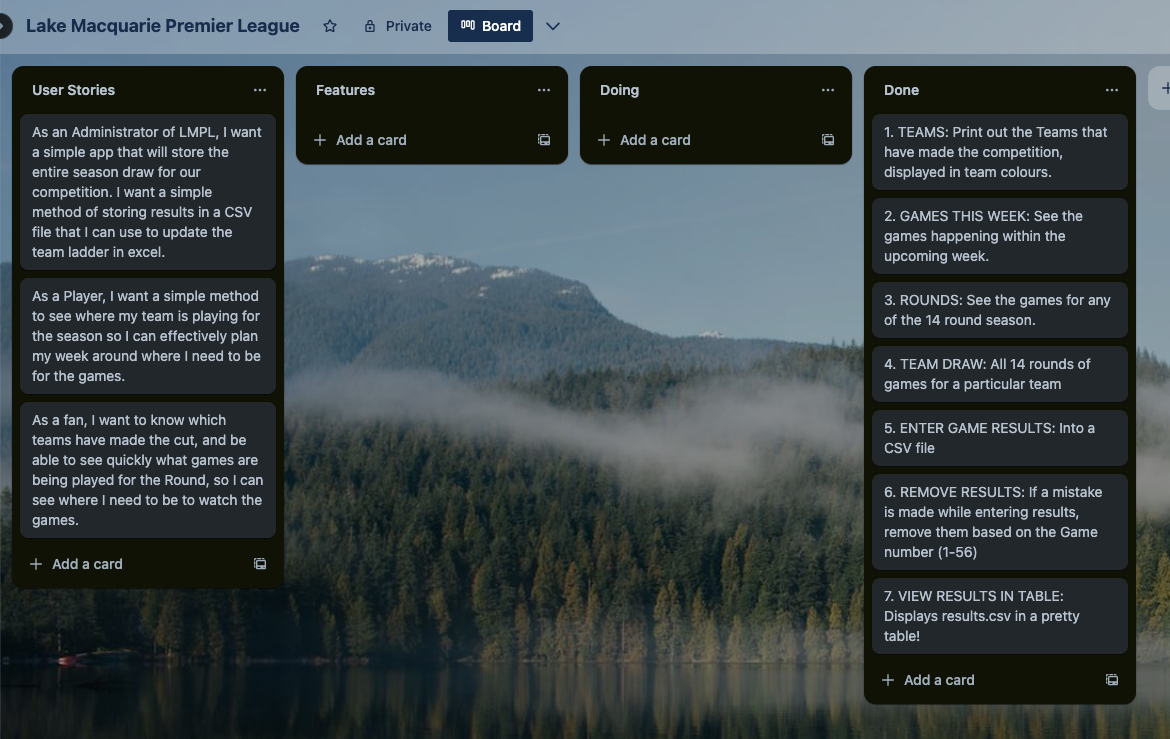 Lake Macquarie Premier League
Private
Board
User Stories
As an Administrator of LMPL, I want
a simple app that will store the
entire season draw for our
competition. I want a simple
method of storing results in a CSV
file that I can use to update the
team ladder in excel.
As a Player, I want a simple method
to see where my team is playing for
the season so I can effectively plan
my week around where I need to be
for the games.
As a fan, I want to know which
teams have made the cut, and be
able to see quickly what games are
being played for the Round, so I can
see where I need to be to watch the
games.
Add a card
Features
Add a card
Doing
Add a card
Done
1. TEAMS: Print out the Teams that
have made the competition,
displayed in team colours.
2. GAMES THIS WEEK: See the
games happening within the
upcoming week.
3. ROUNDS: See the games for any
of the 14 round season.
4. TEAM DRAW: All 14 rounds of
games for a particular team
5. ENTER GAME RESULTS: Into a
CSV file
6. REMOVE RESULTS: If a mistake
is made while entering results,
remove them based on the Game
number (1-56)
7. VIEW RESULTS IN TABLE:
Displays results.csv in a pretty
table!
Add a card